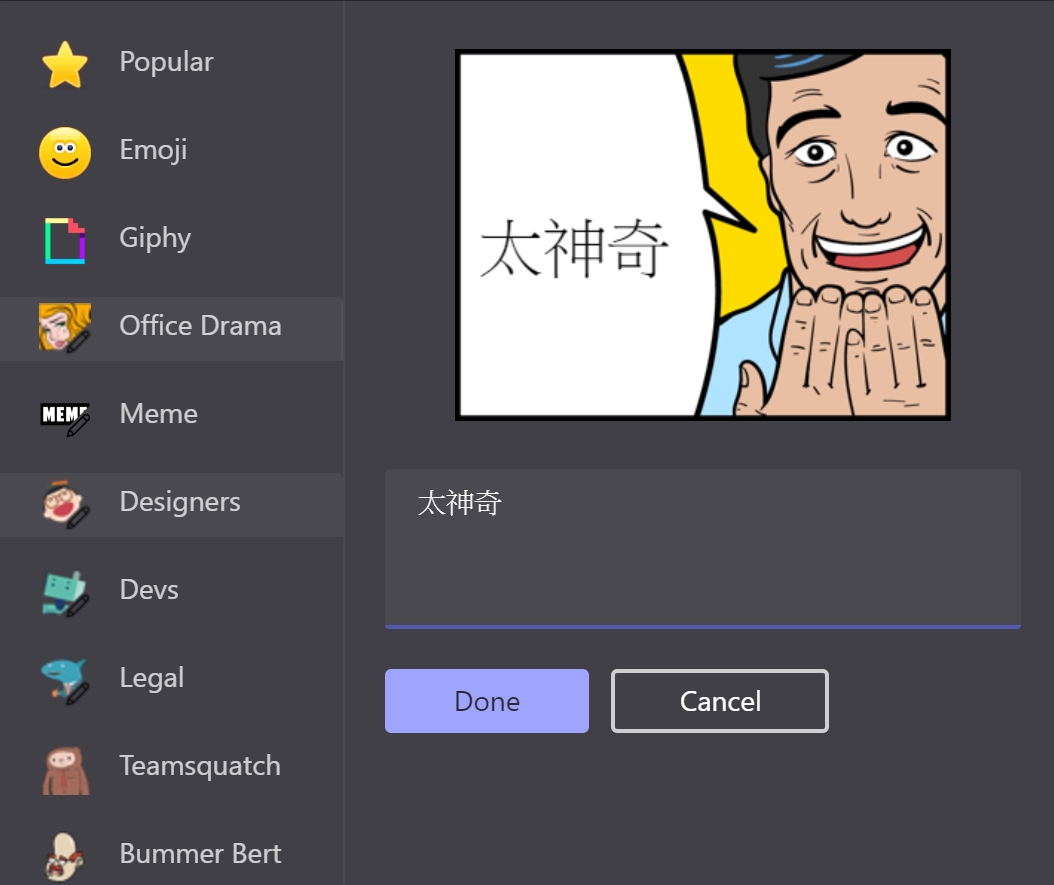 Popular
Emoji
Giphy
Office Drama
MEME
Meme
Designers
Devs
Legal
Teamsquatch
Bummer Bert
太神奇
太神奇
Done
Cancel